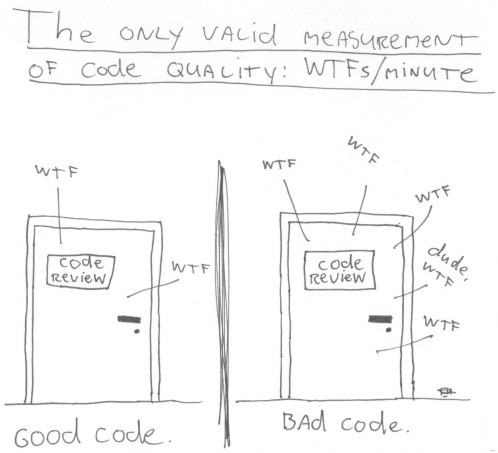 The ONLY VALID MEASUREMENT
OF Code QUALITY: WTFs/MINUTE
WTF
Code
REVIEW
WTF
GOOD CODE.
WTF
WTF
WTF
Code
REVIEW
dude,
WTF
WTF
BAd code.